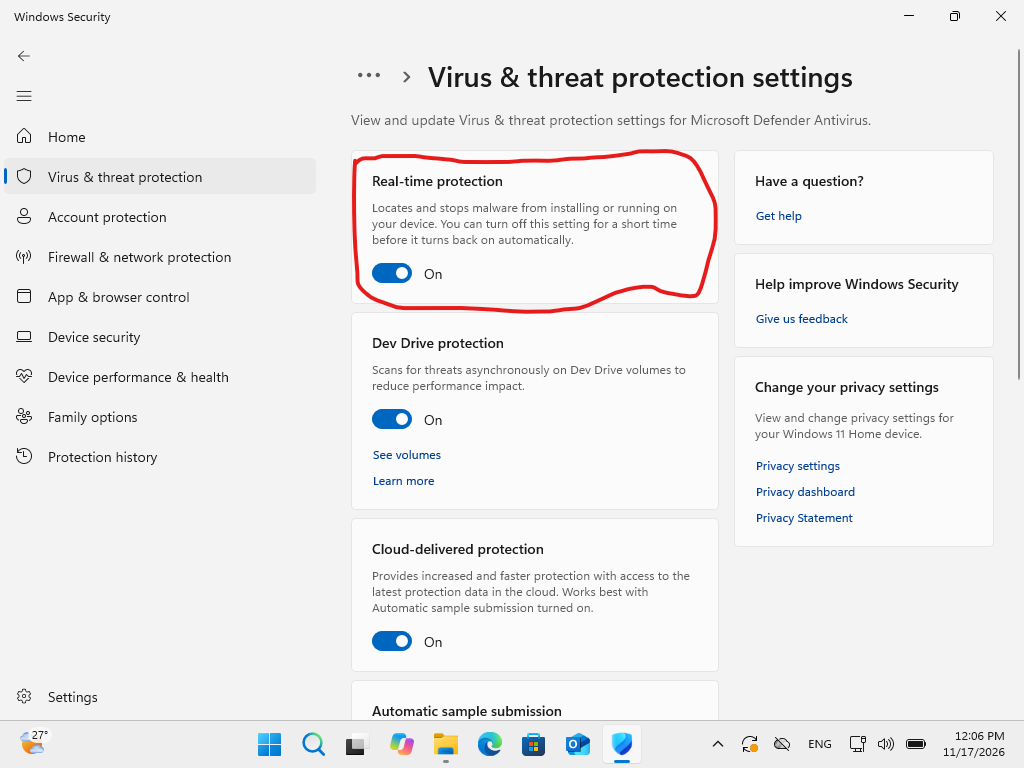 Windows Security
Virus & threat protection settings
View and update Virus & threat protection settings for Microsoft Defender Antivirus.
Home
Virus & threat protection
Account protection
Firewall & network protection
App & browser control
Device security
Device performance & health
Family options
Protection history
Settings
Real-time protection
Locates and stops malware from installing or running on
your device. You can turn off this setting for a short time
before it turns back on automatically.
On
Dev Drive protection
Scans for threats asynchronously on Dev Drive volumes to
reduce performance impact.
On
See volumes
Learn more
Cloud-delivered protection
Provides increased and faster protection with access to the
latest protection data in the cloud. Works best with
Automatic sample submission turned on.
On
Automatic sample submission
Have a question?
Get help
Help improve Windows Security
Give us feedback
Change your privacy settings
View and change privacy settings for
your Windows 11 Home device.
Privacy settings
Privacy dashboard
Privacy Statement
27°
ENG
12:06 PM
11/17/2026